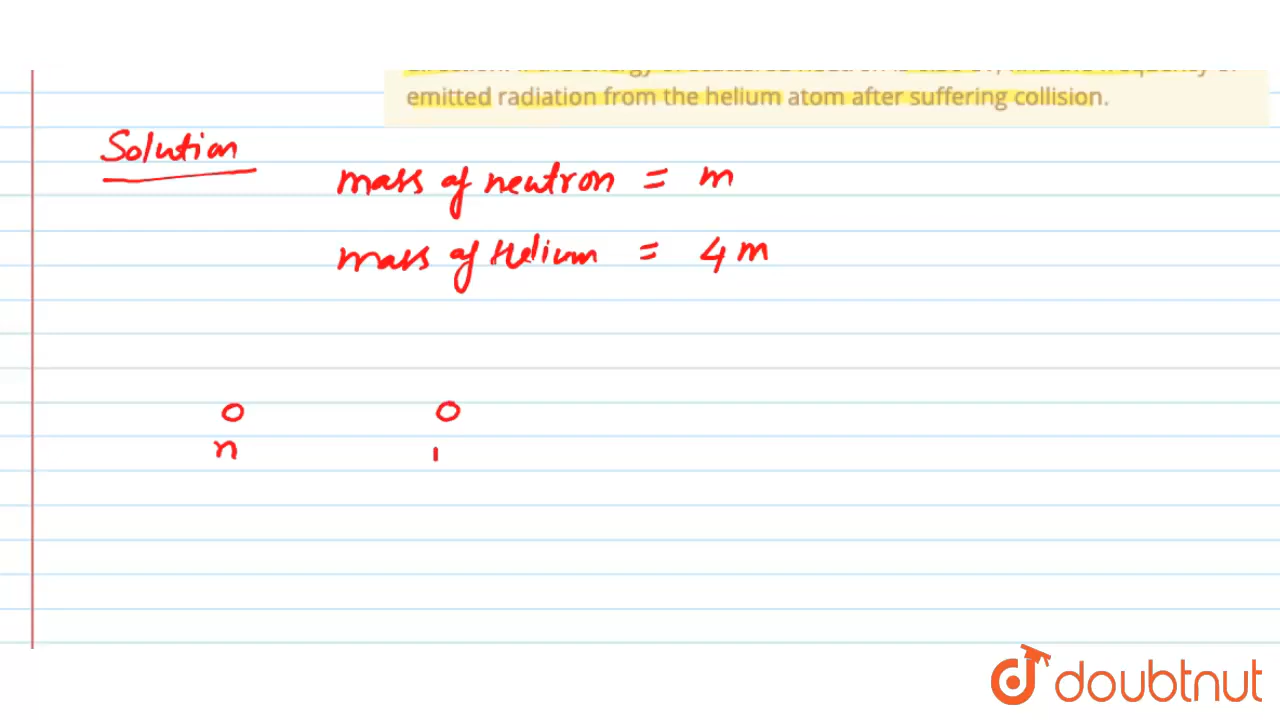 emitted radiation from the helium atom after suffering collision.
Solution
mass of neutron = m
mass of Helium = 4m
n
doubtnut